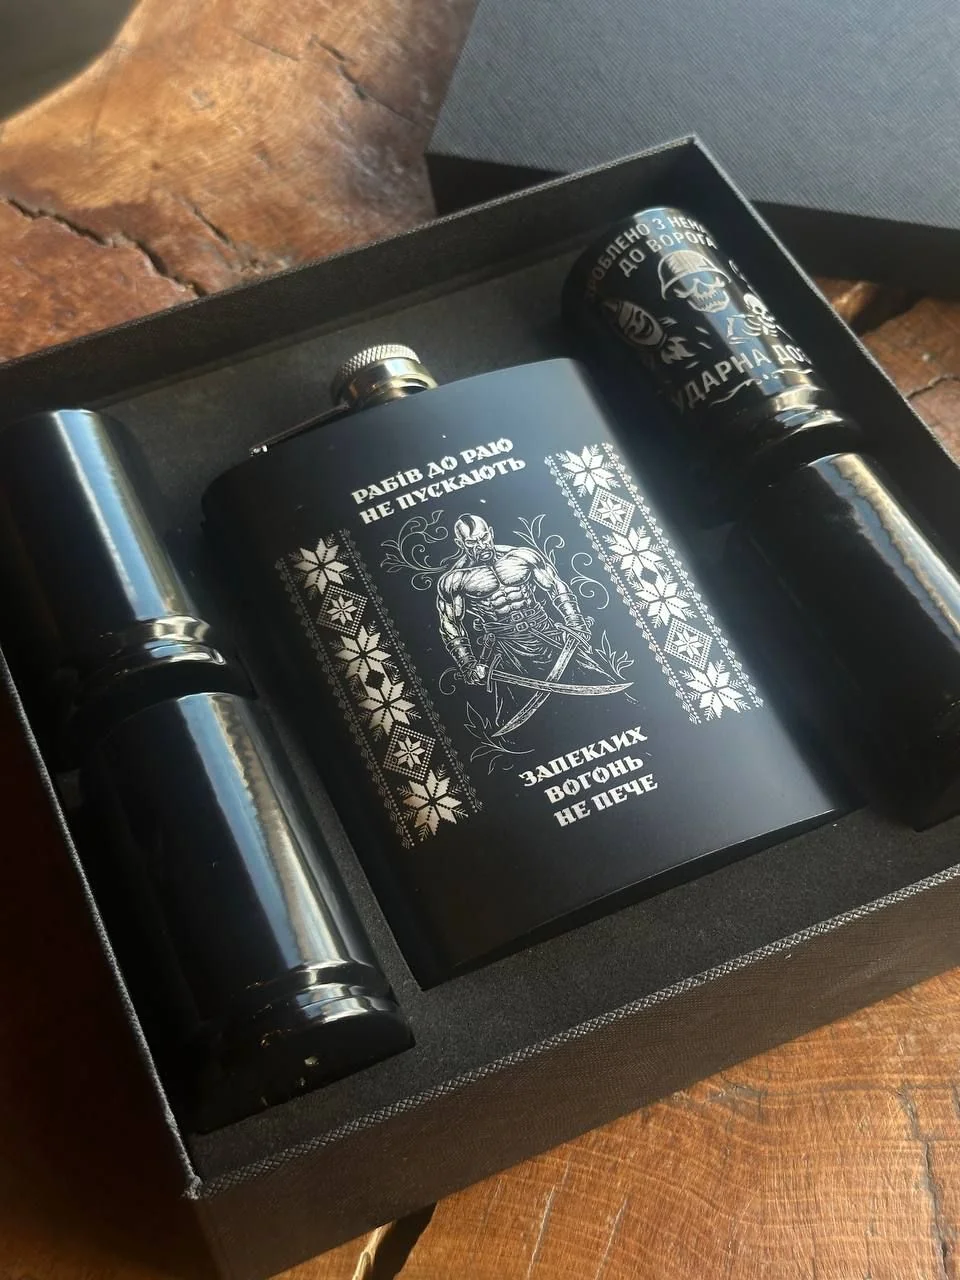 РАБІВ ДО РАЮ
НЕ ПУСКАЮТЬ
ЗАПЕКЛИХ
ВОГОНЬ
НЕ ПЕЧЕ
З
ДО ВОРОГА
УДАРНА